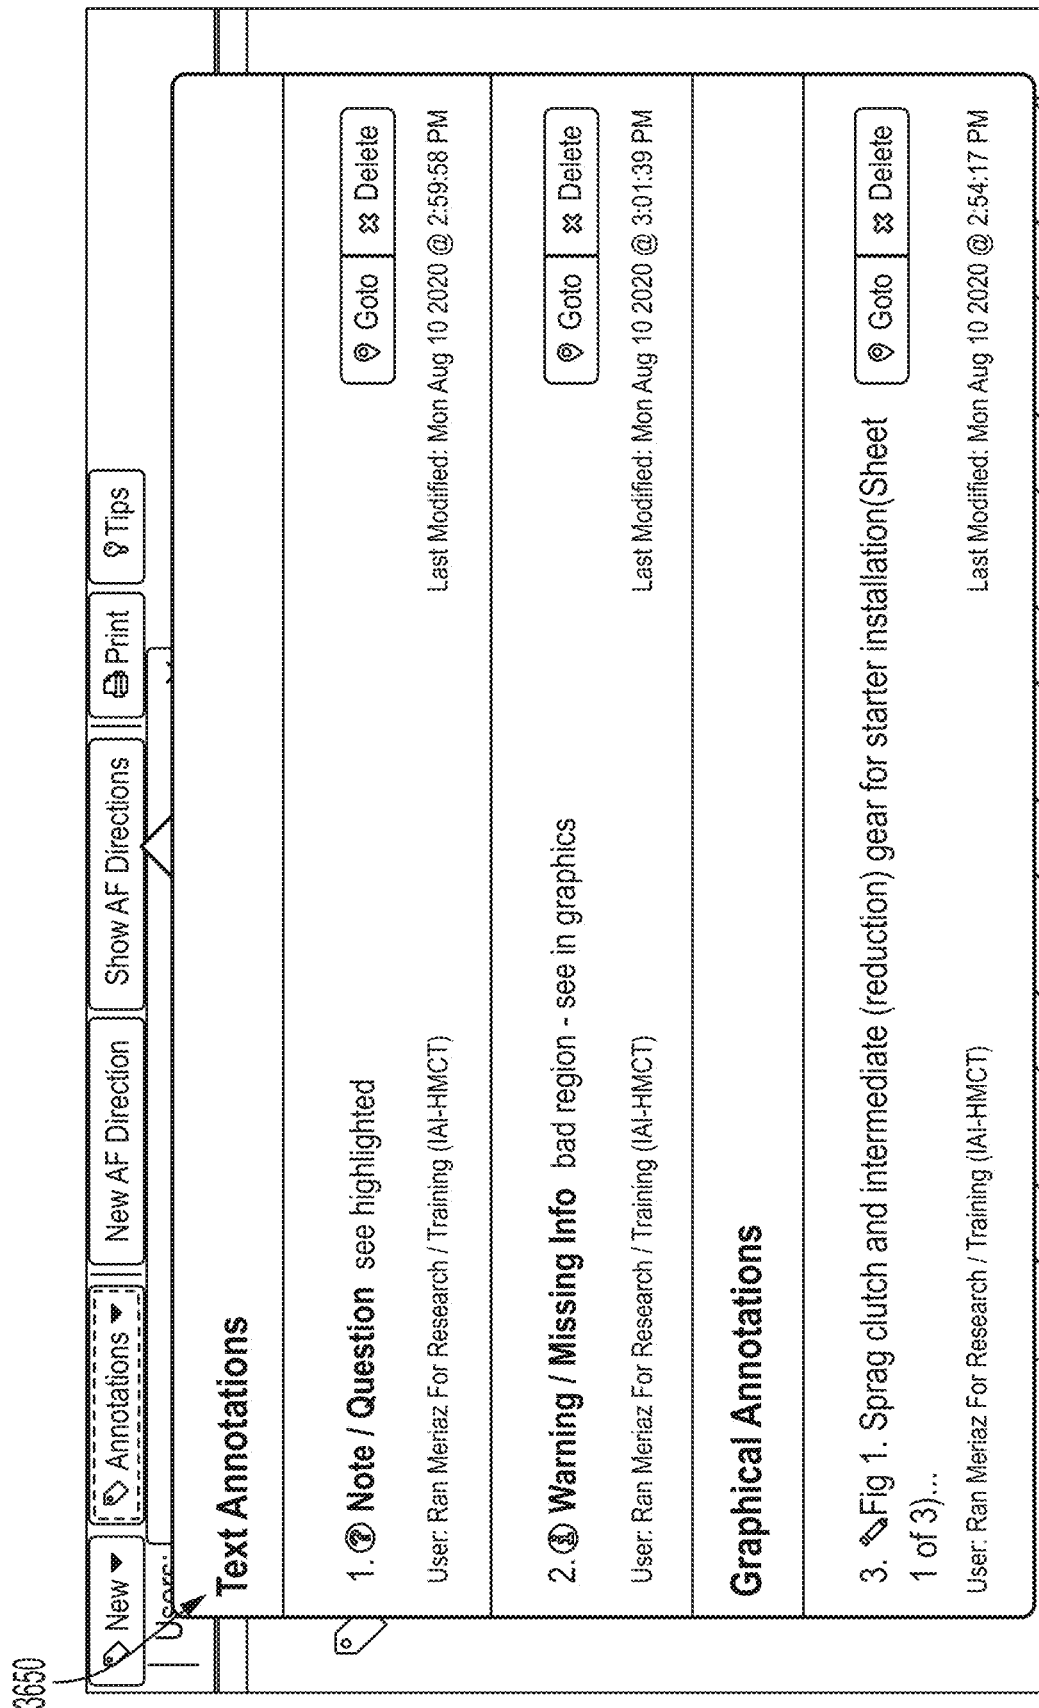 3650
New Annotations New AF Direction Show AF Directions Print Tips
Text Annotations
1. Note / Question see highlighted Goto Delete
User: Ran Meriaz For Research / Training (IAI-HMCT) Last Modified: Mon Aug 10 2020 @ 2:59:58 PM
2. Warning / Missing Info bad region - see in graphics Goto Delete
User: Ran Meriaz For Research / Training (IAI-HMCT) Last Modified: Mon Aug 10 2020 @ 3:01:39 PM
Graphical Annotations
3. Fig 1. Sprag clutch and intermediate (reduction) gear for starter installation(Sheet Goto Delete
1 of 3)...
User: Ran Meriaz For Research / Training (IAI-HMCT) Last Modified: Mon Aug 10 2020 @ 2:54:17 PM